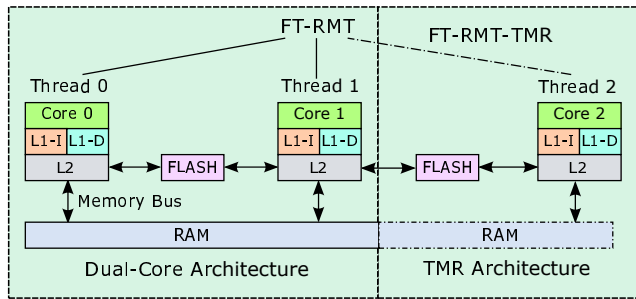 FT-RMT
FT-RMT-TMR
Thread 0
Thread 1
Thread 2
Core 0
Core 1
Core 2
L1-I
L1-D
L1-I
L1-D
L1-I
L1-D
L2
FLASH
L2
FLASH
L2
Memory Bus
RAM
RAM
Dual-Core Architecture
TMR Architecture